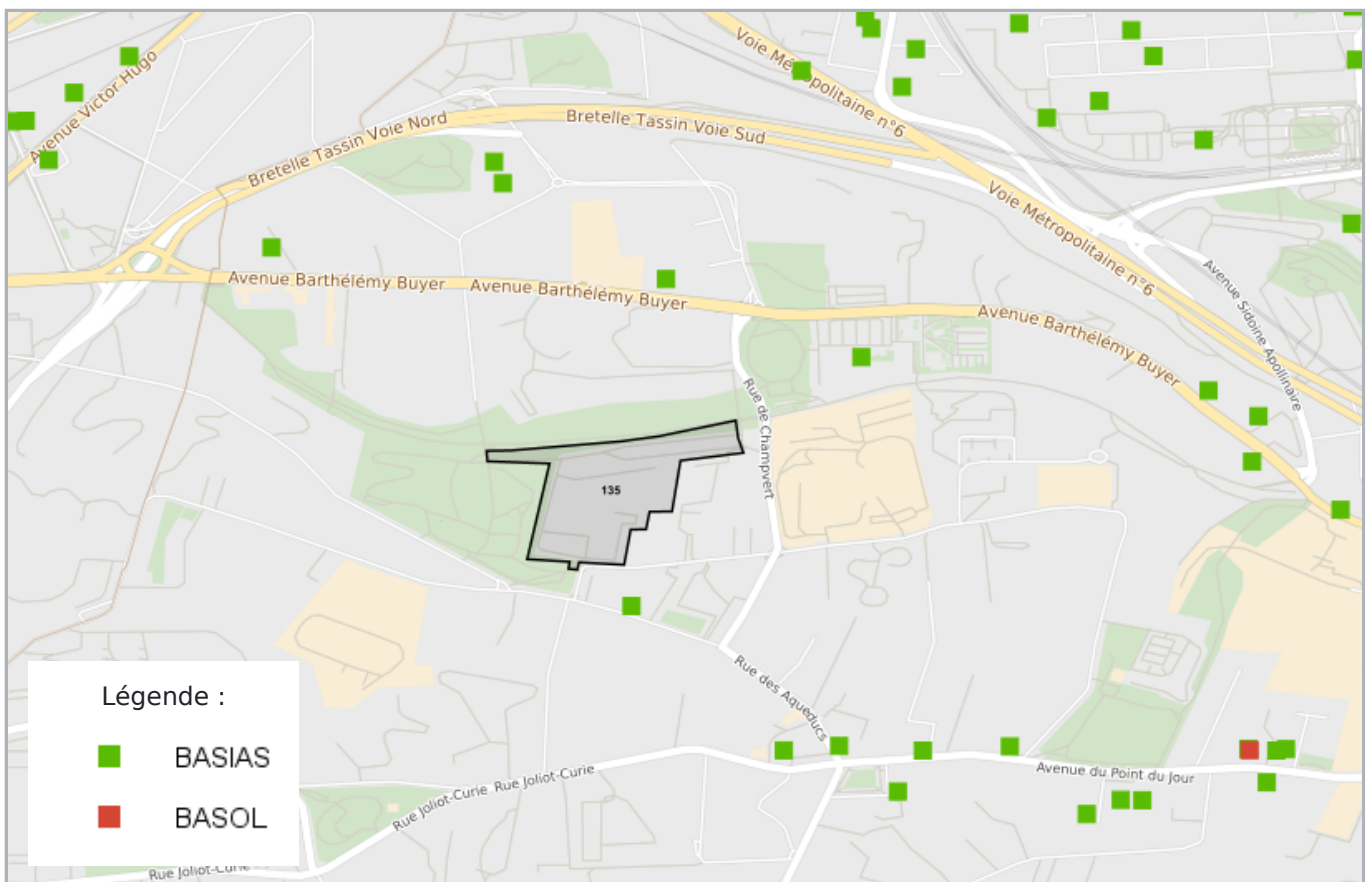 Voie Métropolitaine n°6
Avenue Victor Hugo
Bretelle Tassin Voie Nord
Bretelle Tassin Voie Sud
Voie Métropolitaine n°6
Avenue Sidoine Apollinaire
Avenue Barthélémy Buyer
Avenue Barthélémy Buyer
Avenue Barthélémy Buyer
Rue de Champvert
135
Rue des Aqueducs
Légende :
BASIAS
BASOL
Avenue du Point du Jour
Rue Joliot-Curie
Rue Joliot-Curie
Rue Joliot-Curie